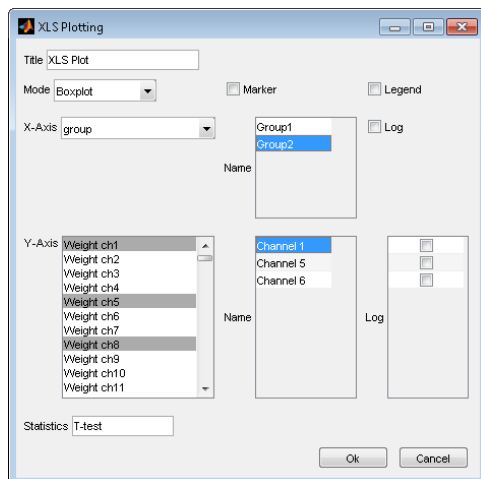 XLS Plotting
Title XLS Plot
Mode Boxplot Marker Legend
X-Axis group Group1 Log
Group2
Name
Y-Axis Weight ch1 Channel 1
Weight ch2 Channel 5
Weight ch3 Channel 6
Weight ch4
Weight ch5
Weight ch6 Name Log
Weight ch7
Weight ch8
Weight ch9
Weight ch10
Weight ch11
Statistics T-test
Ok Cancel